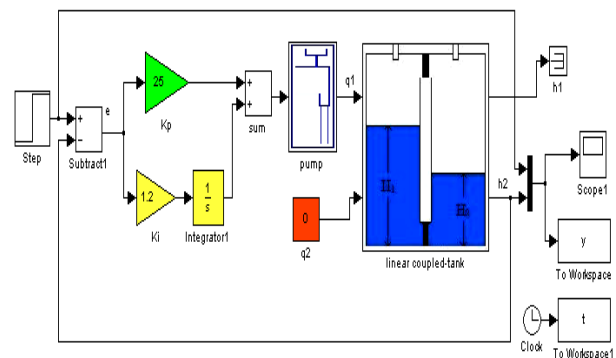 Step
+
−
Subtract1
e
25
Kp
1.2
Ki
1
s
Integrator1
+
+
sum
pump
q1
0
q2
H1
linear coupled-tank
h1
h2
Scope1
y
To Workspace
Clock
t
To Workspace1